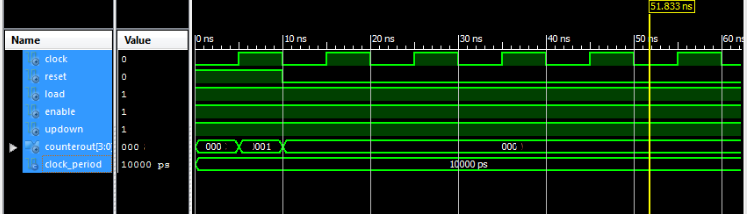 51.833 ns
Name Value 0 ns 10 ns 20 ns 30 ns 40 ns 50 ns 60 ns
clock 0
reset 0
load 1
enable 1
updown 1
counterout[3:0] 000 000 0001 000
clock_period 10000 ps 10000 ps